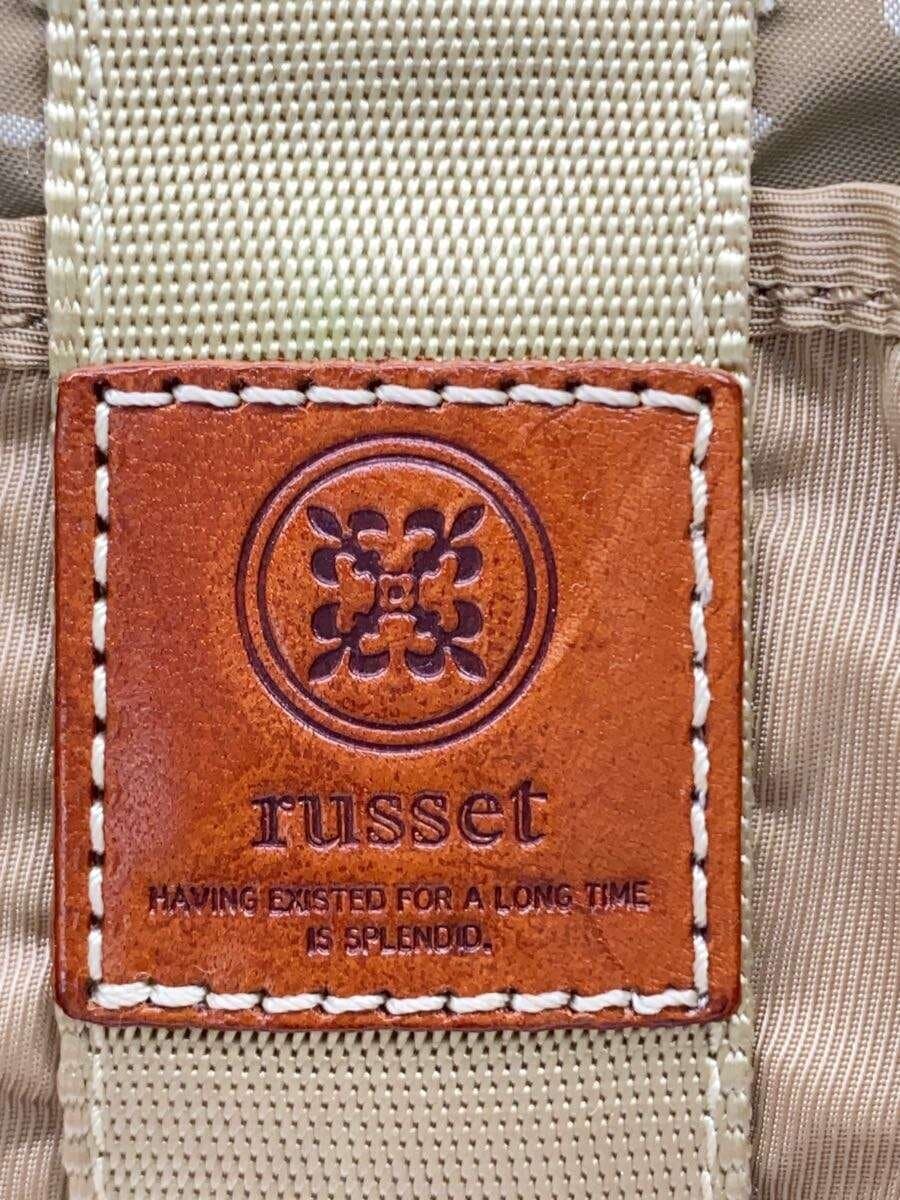 russet
HAVING EXISTED FOR A LONG TIME
IS SPLENDID.